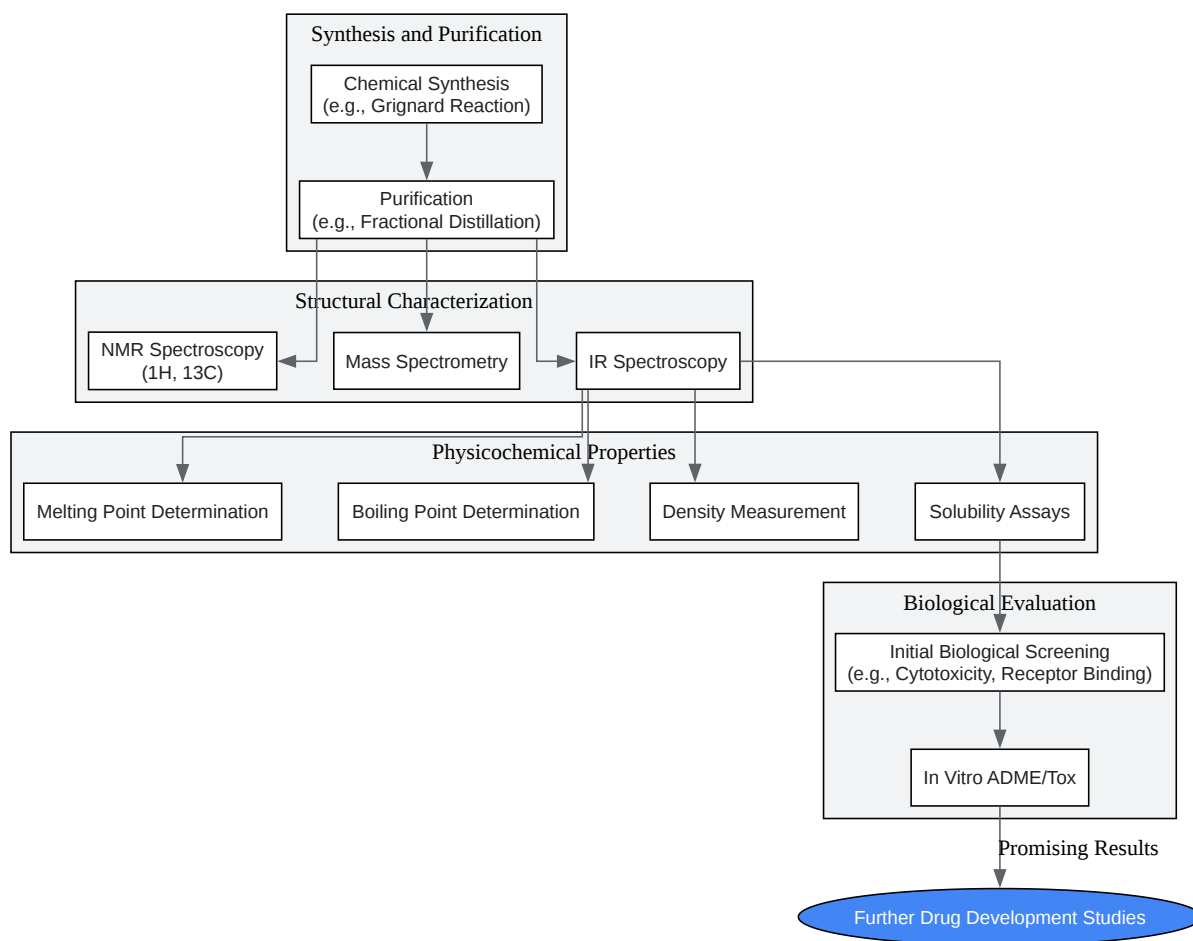 Synthesis and Purification
Chemical Synthesis
(e.g., Grignard Reaction)
Purification
(e.g., Fractional Distillation)
Structural Characterization
NMR Spectroscopy
(1H, 13C)
Mass Spectrometry
IR Spectroscopy
Physicochemical Properties
Melting Point Determination
Boiling Point Determination
Density Measurement
Solubility Assays
Biological Evaluation
Initial Biological Screening
(e.g., Cytotoxicity, Receptor Binding)
In Vitro ADME/Tox
Promising Results
Further Drug Development Studies